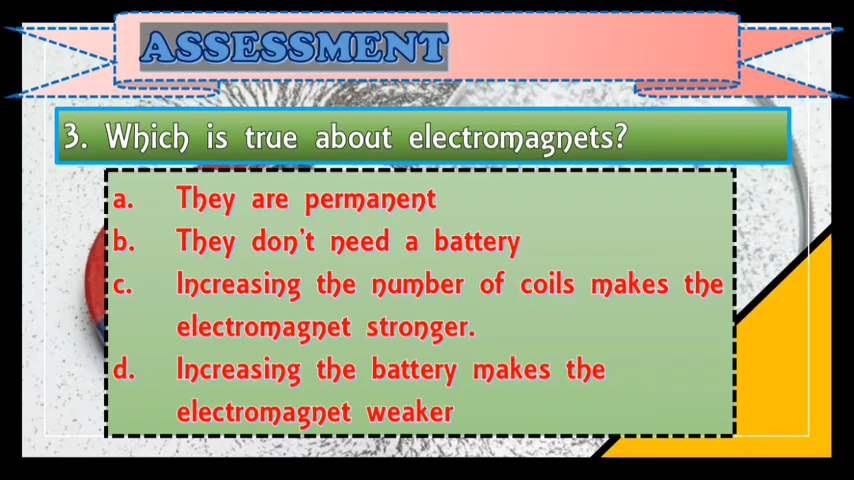 ASSESSMENT
3. Which is true about electromagnets?
a. They are permanent
b. They don't need a battery
c. Increasing the number of coils makes the
electromagnet stronger.
d. Increasing the battery makes the
electromagnet weaker